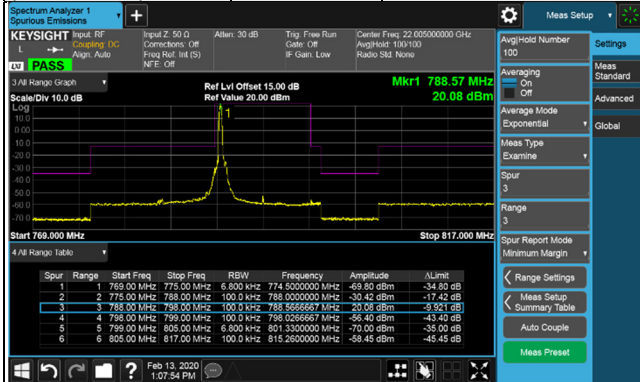 Spectrum Analyzer 1
Spurious Emissions
Meas Setup
KEYSIGHT Input: RF
Coupling: DC
Align: Auto
Input Z: 50 Ω
Corrections: Off
Freq Ref: Int (S)
NFE: Off
Atten: 30 dB
Trig: Free Run
Gate: Off
IF Gain: Low
Center Freq: 22.005000000 GHz
Avg|Hold: 100/100
Radio Std: None
L
LXI PASS
3 All Range Graph
Scale/Div 10.0 dB
Ref Lvl Offset 15.00 dB
Ref Value 20.00 dBm
Mkr1 788.57 MHz
20.08 dBm
Log
10.0
0.00
-10.0
-20.0
-30.0
-40.0
-50.0
-60.0
-70.0
1
Start 769.000 MHz
Stop 817.000 MHz
4 All Range Table
Spur Range Start Freq Stop Freq RBW Frequency Amplitude ΔLimit
1 1 769.00 MHz 775.00 MHz 6.800 kHz 774.5000000 MHz -69.80 dBm -34.80 dB
2 2 775.00 MHz 788.00 MHz 100.0 kHz 788.0000000 MHz -30.42 dBm -17.42 dB
3 3 788.00 MHz 798.00 MHz 100.0 kHz 788.5666667 MHz 20.08 dBm -9.921 dB
4 4 798.00 MHz 799.00 MHz 100.0 kHz 798.0266667 MHz -56.40 dBm -43.40 dB
5 5 799.00 MHz 805.00 MHz 6.800 kHz 801.3300000 MHz -70.00 dBm -35.00 dB
6 6 805.00 MHz 817.00 MHz 100.0 kHz 815.2600000 MHz -58.45 dBm -45.45 dB
Avg|Hold Number
100
Averaging
On
Off
Average Mode
Exponential
Meas Type
Examine
Spur
3
Range
3
Spur Report Mode
Minimum Margin
Range Settings
Meas Setup
Summary Table
Auto Couple
Meas Preset
Settings
Meas
Standard
Advanced
Global
Feb 13, 2020
1:07:54 PM